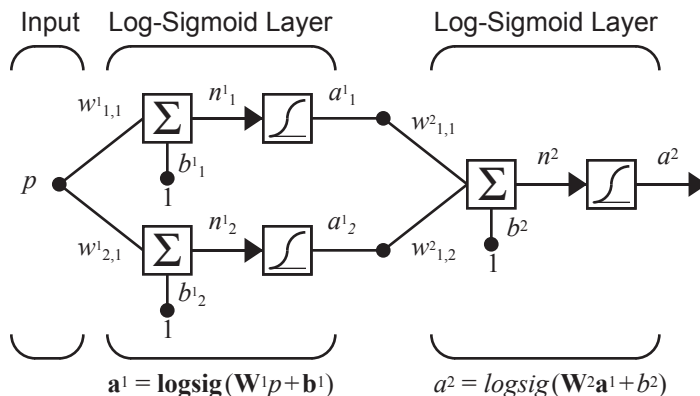 Input Log-Sigmoid Layer Log-Sigmoid Layer
w¹₁,₁ Σ n¹₁ a¹₁ w²₁,₁
b¹₁
1
p Σ n² a²
w¹₂,₁ Σ n¹₂ a¹₂ w²₁,₂ b²
1
b¹₂
1
a¹ = logsig(W¹p+b¹) a² = logsig(W²a¹+b²)